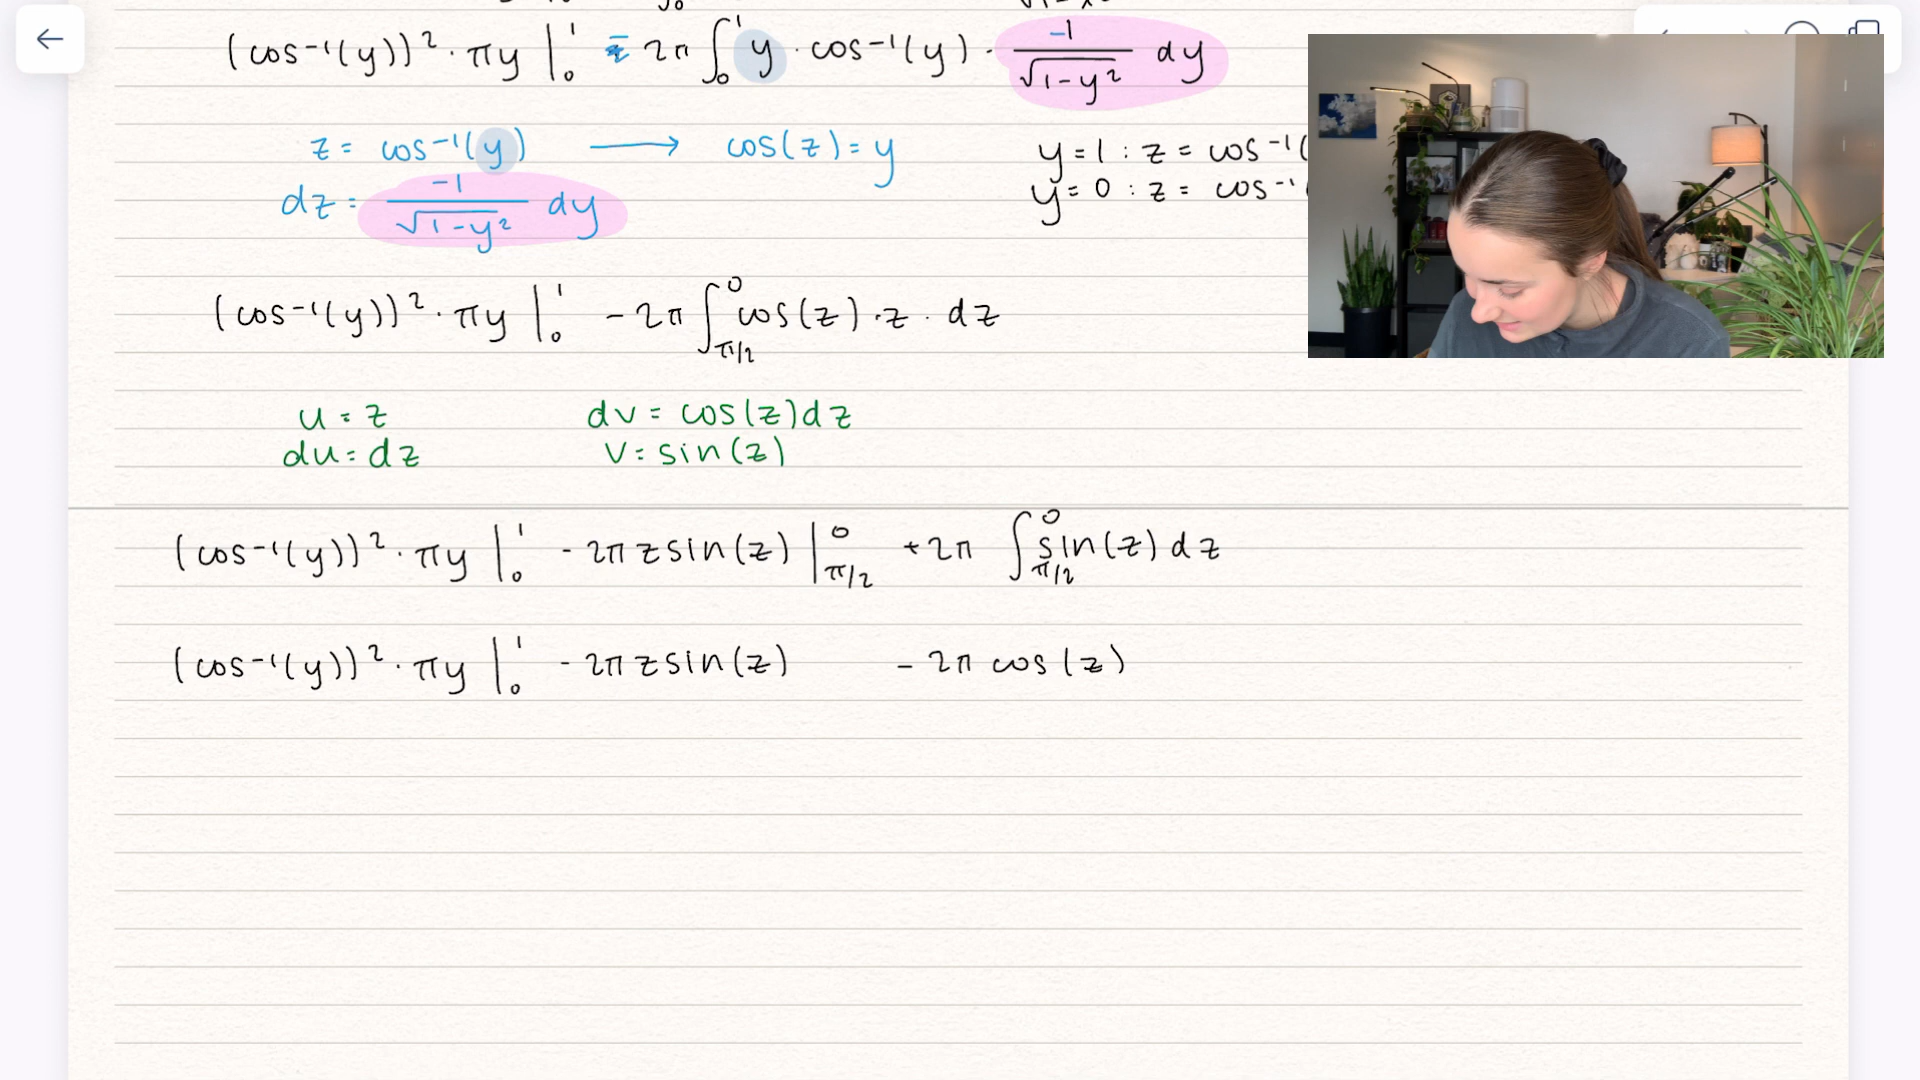 (cos⁻¹(y))² · πy |₀¹ - 2π ∫₀¹ y · cos⁻¹(y) · -1/√(1-y²) dy
z = cos⁻¹(y) ⟶ cos(z) = y
y = 1 : z = cos⁻¹(
dz = -1/√(1-y²) dy
y = 0 : z = cos⁻¹
(cos⁻¹(y))² · πy |₀¹ - 2π ∫_{π/2}^{0} cos(z) · z · dz
u = z dv = cos(z)dz
du = dz v = sin(z)
(cos⁻¹(y))² · πy |₀¹ - 2π z sin(z) |_{π/2}^{0} + 2π ∫_{π/2}^{0} sin(z) dz
(cos⁻¹(y))² · πy |₀¹ - 2π z sin(z) - 2π cos(z)